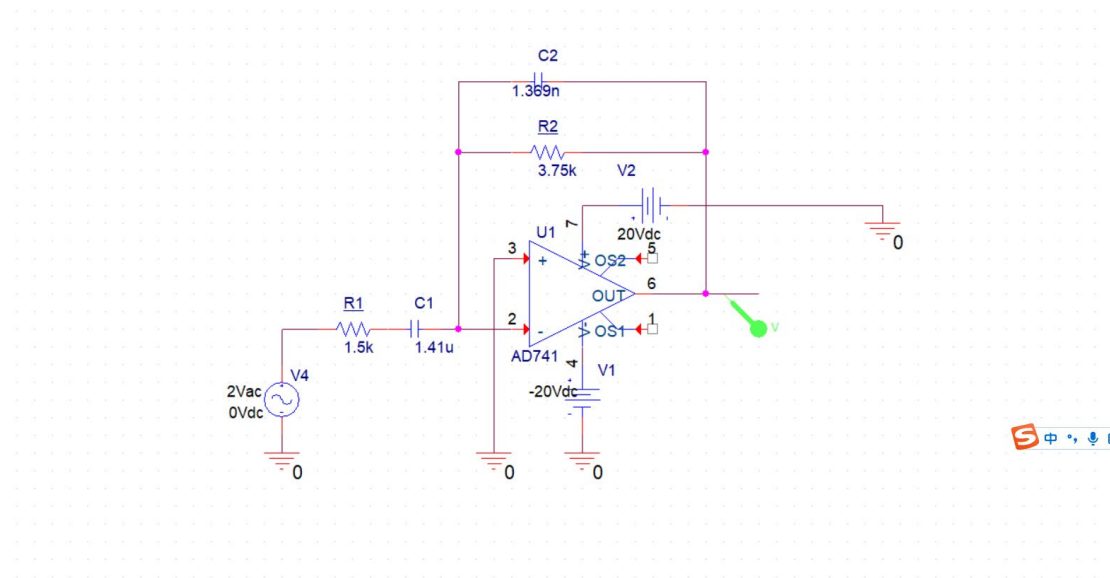 C2
1.369n
R2
3.75k
V2
20Vdc
7
U1
3
+
V+
OS2
5
0
OUT
6
R1
C1
2
-
V-
OS1
1
1.5k
1.41u
AD741
4
V1
-20Vdc
V4
2Vac
0Vdc
V
0
0
0
S 中 °,